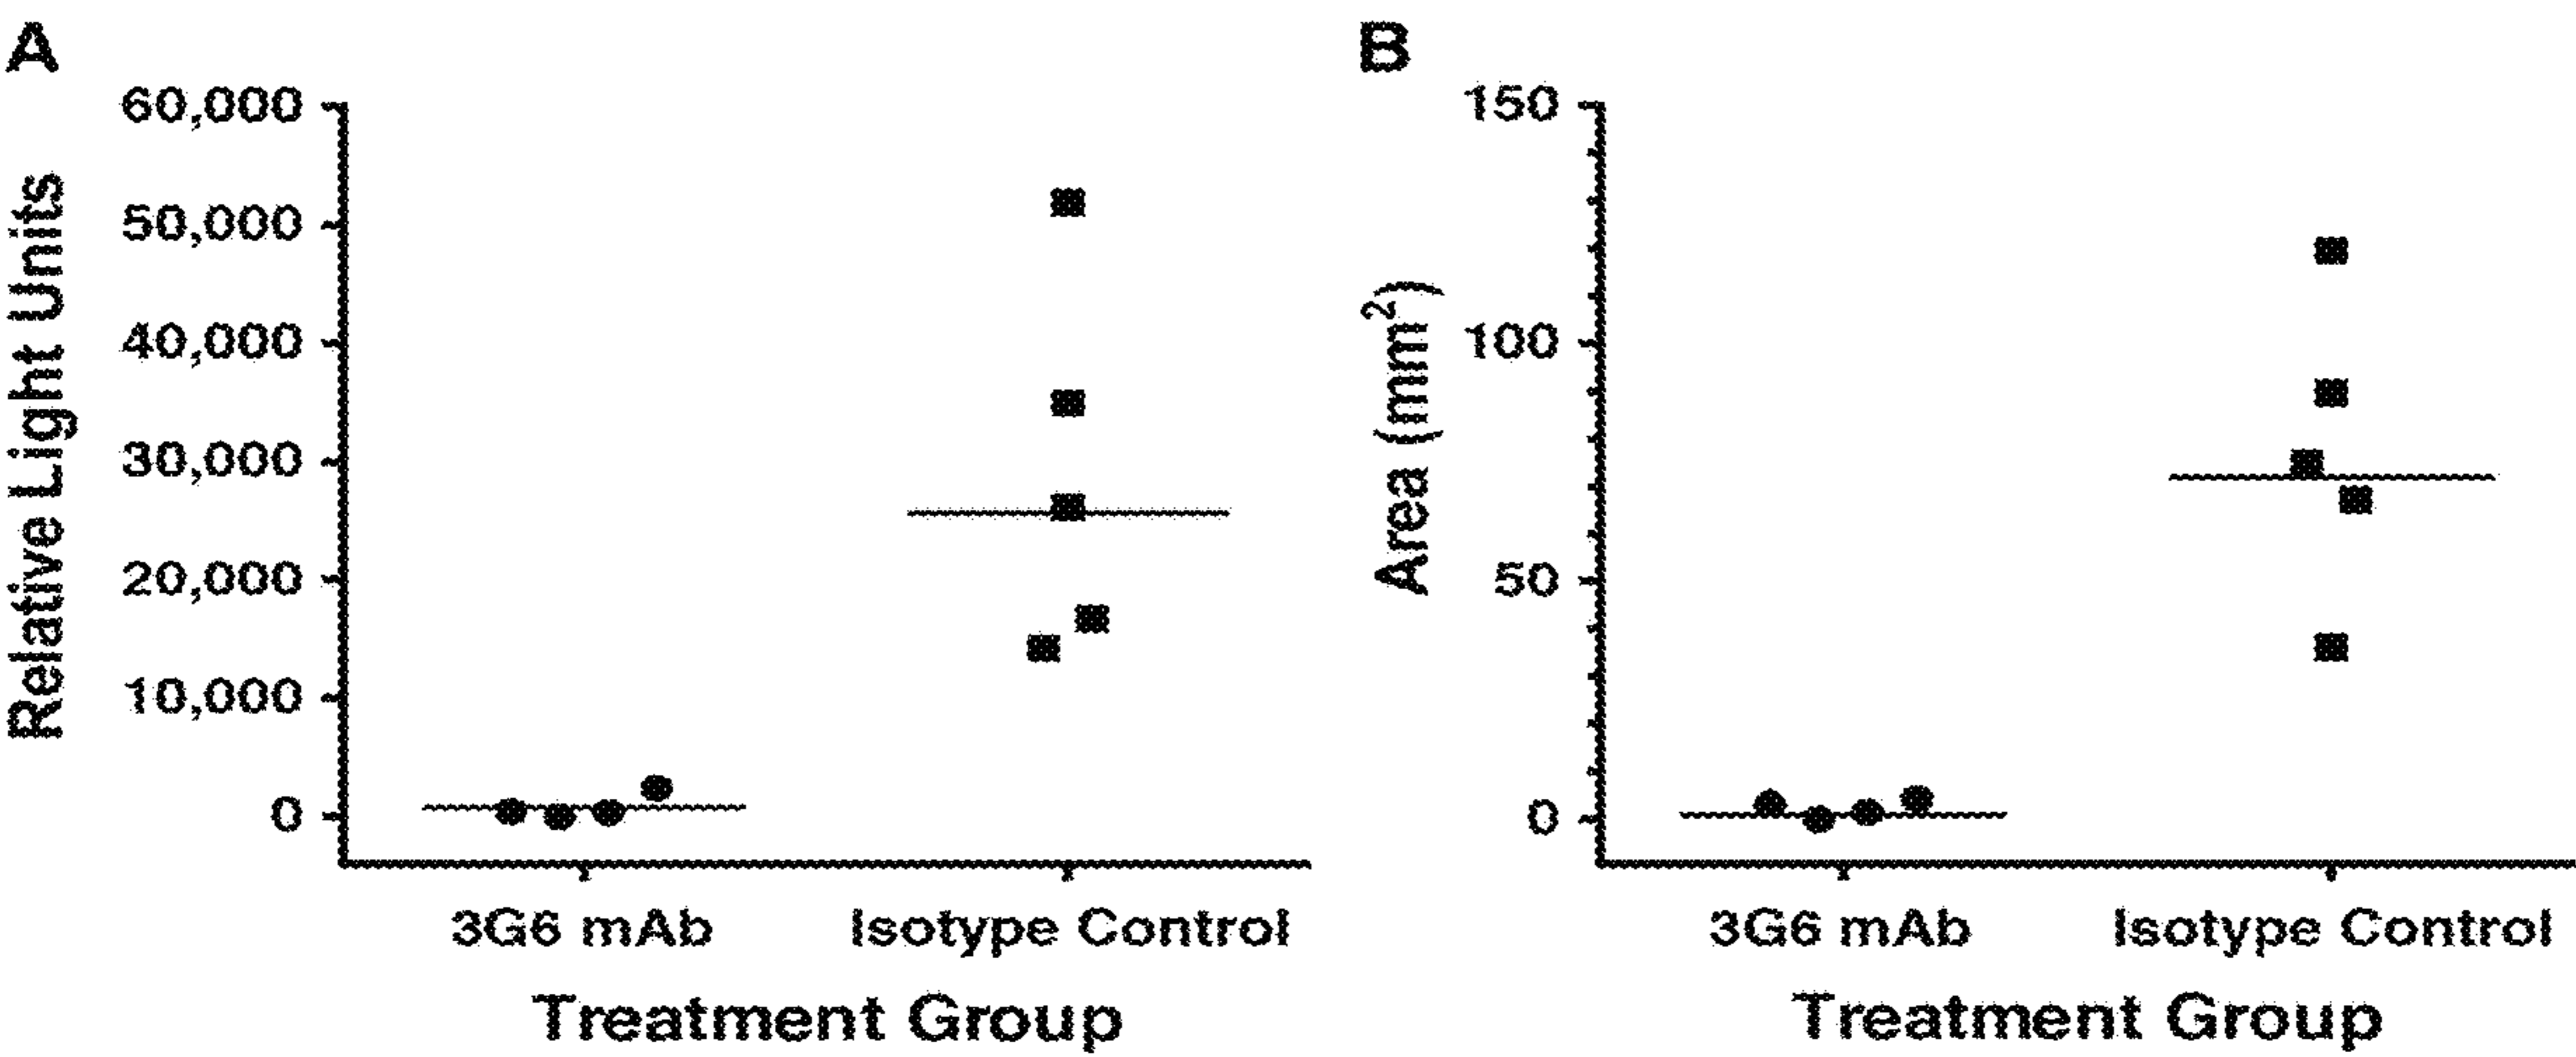 A
Relative Light Units
60,000
50,000
40,000
30,000
20,000
10,000
0
3G6 mAb Isotype Control
Treatment Group
B
Area (mm²)
150
100
50
0
3G6 mAb Isotype Control
Treatment Group